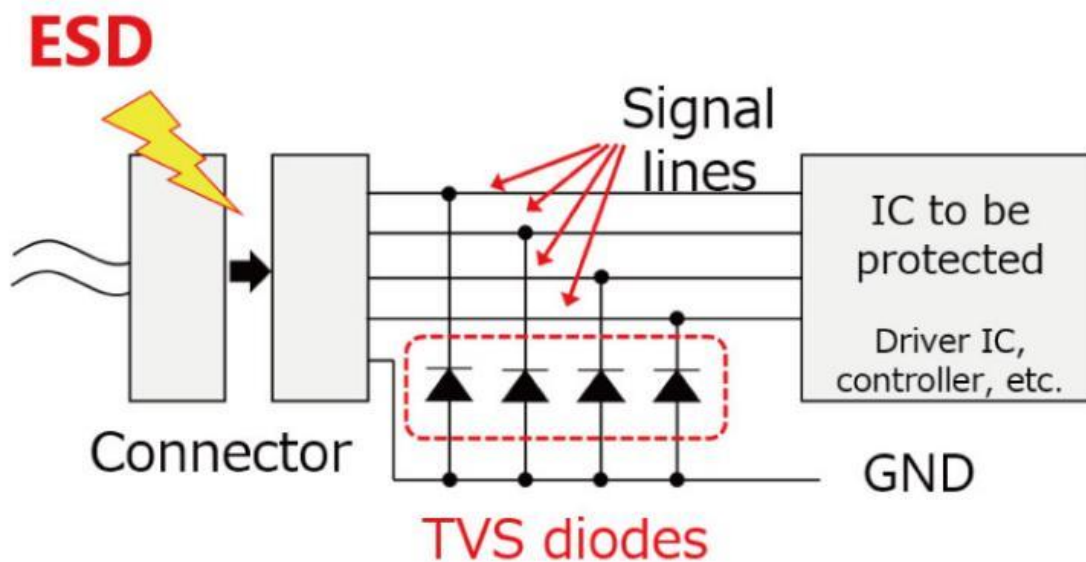 ESD
Signal
lines
IC to be
protected
Driver IC,
controller, etc.
Connector
GND
TVS diodes